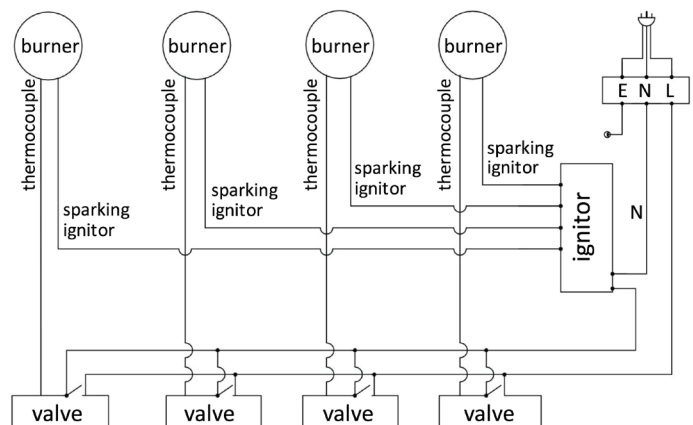 burner
burner
burner
burner
E N L
thermocouple
thermocouple
thermocouple
thermocouple
sparking
ignitor
sparking
ignitor
sparking
ignitor
sparking
ignitor
ignitor
N
valve
valve
valve
valve